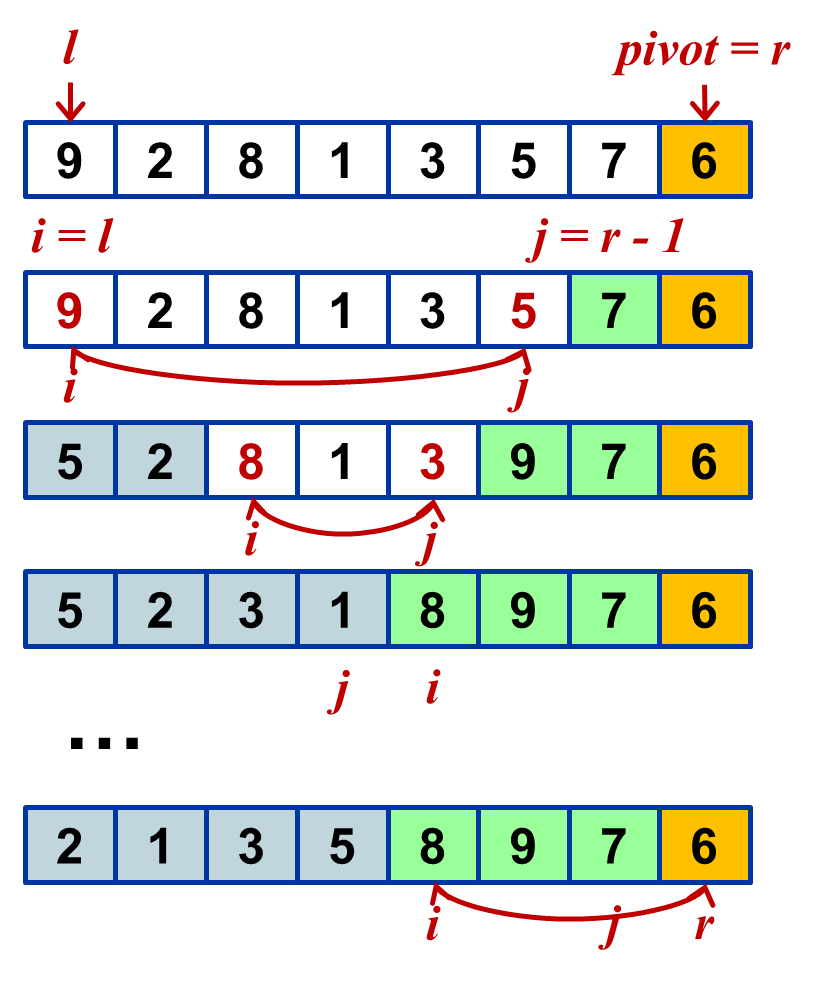 l pivot = r
9 2 8 1 3 5 7 6
i = l j = r - 1
9 2 8 1 3 5 7 6
i j
5 2 8 1 3 9 7 6
i j
5 2 3 1 8 9 7 6
j i
...
2 1 3 5 8 9 7 6
i j r